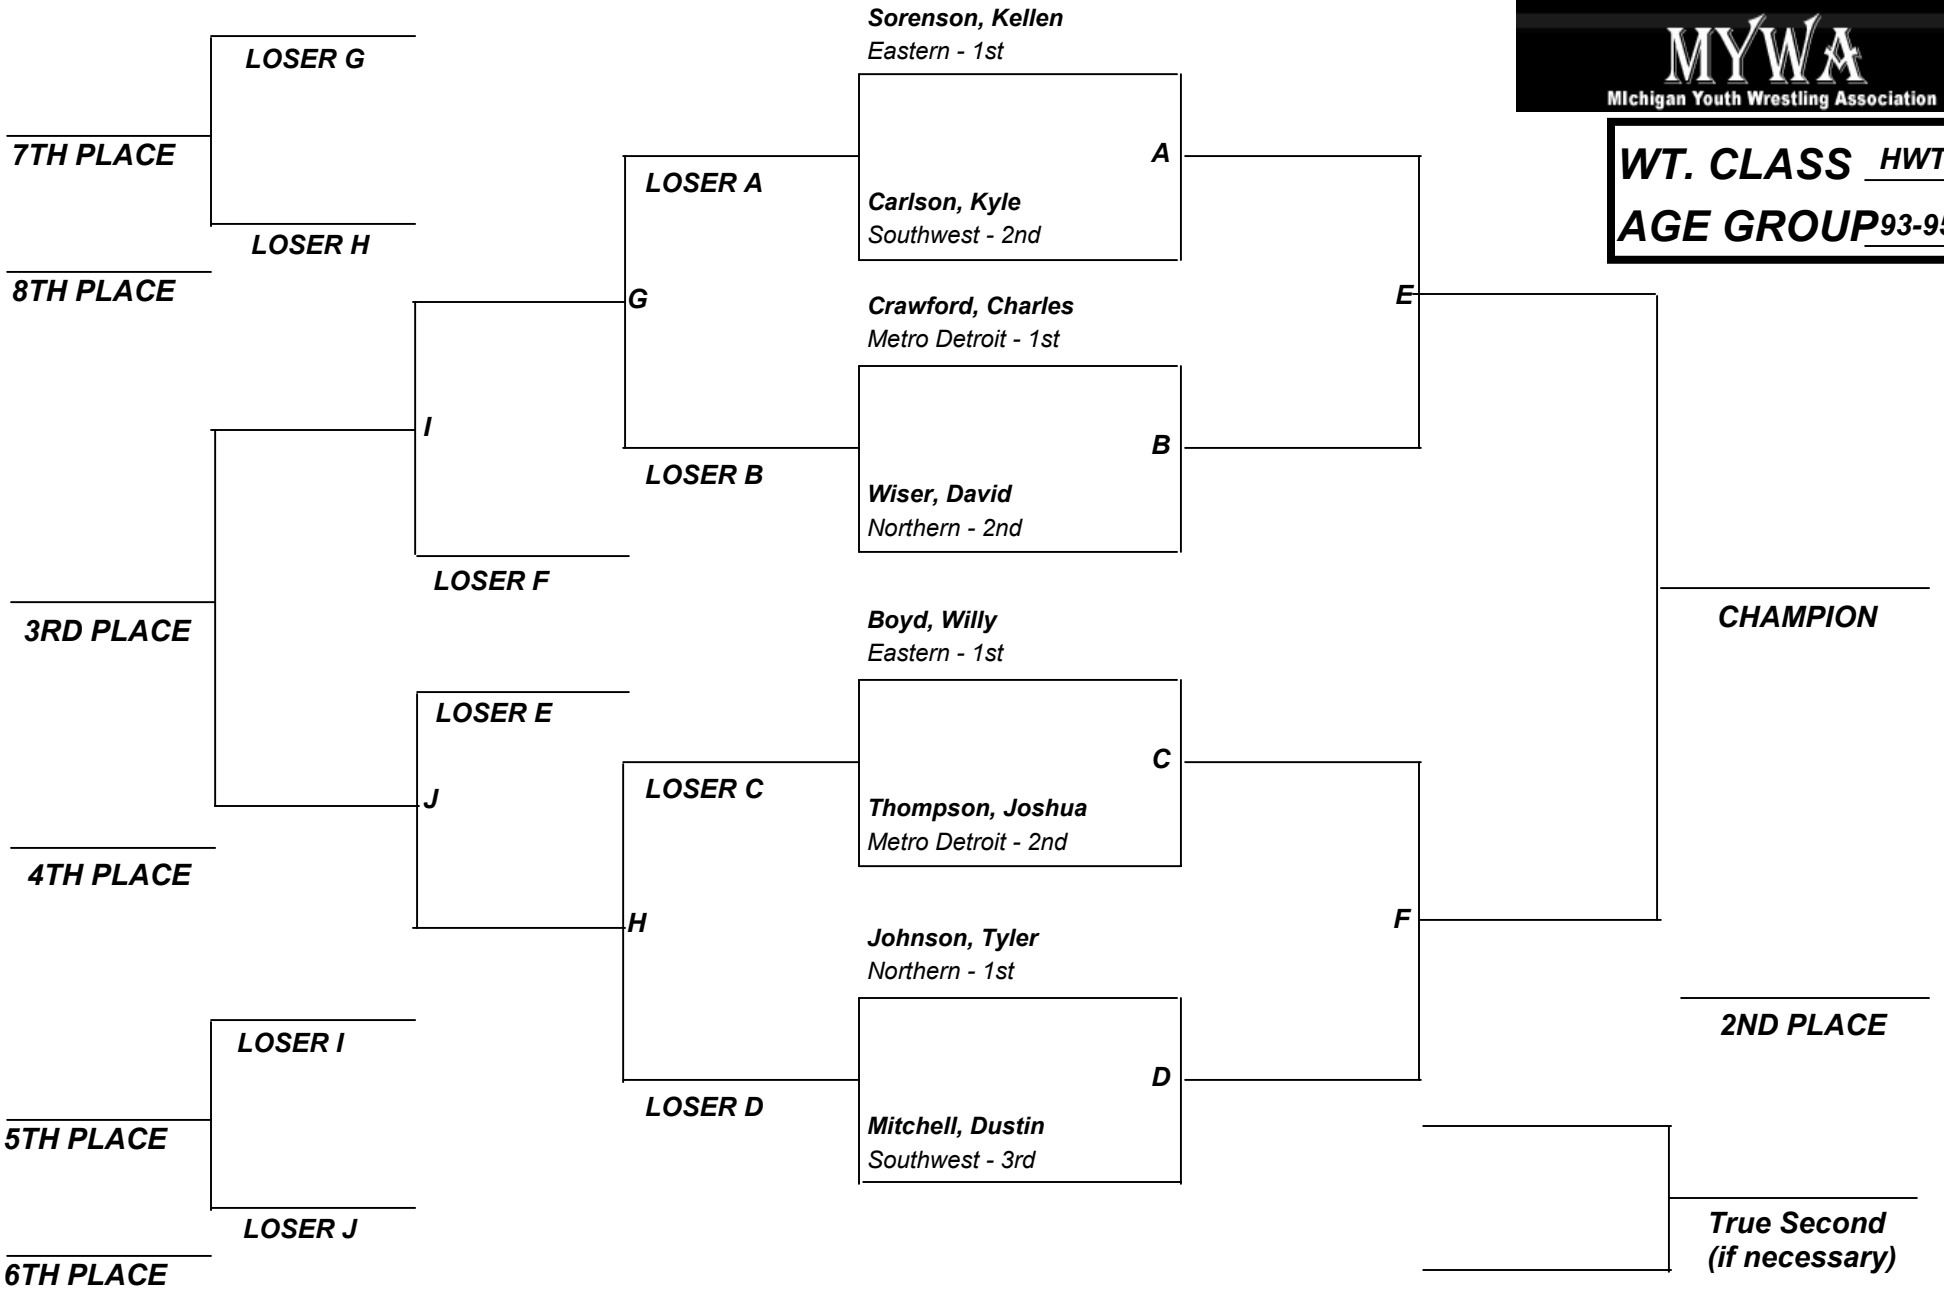 LOSER G
7TH PLACE
LOSER H
8TH PLACE
I
3RD PLACE
LOSER F
LOSER E
J
4TH PLACE
LOSER I
5TH PLACE
LOSER J
6TH PLACE
LOSER A
G
LOSER B
LOSER C
H
LOSER D
Sorenson, Kellen
Eastern - 1st
A
Carlson, Kyle
Southwest - 2nd
Crawford, Charles
Metro Detroit - 1st
B
Wiser, David
Northern - 2nd
Boyd, Willy
Eastern - 1st
C
Thompson, Joshua
Metro Detroit - 2nd
Johnson, Tyler
Northern - 1st
D
Mitchell, Dustin
Southwest - 3rd
E
F
MYWA
MIchigan Youth Wrestling Association
WT. CLASS HWT
AGE GROUP 93-95
CHAMPION
2ND PLACE
True Second
(if necessary)